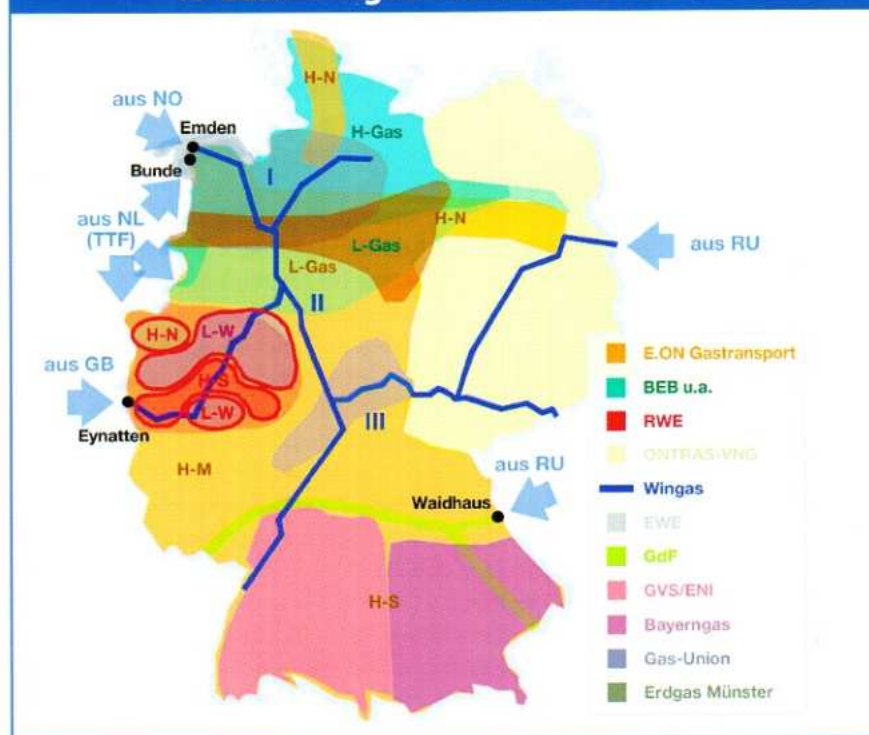 H-N
aus NO
Emden
H-Gas
Bunde
I
aus NL
(TTF)
H-N
aus RU
L-Gas
L-Gas
II
H-N
L-W
aus GB
H-S
L-W
Eynatten
III
H-M
aus RU
Waidhaus
H-S
E.ON Gastransport
BEB u.a.
RWE
ONTRAS-VNG
Wingas
EWE
GdF
GVS/ENI
Bayerngas
Gas-Union
Erdgas Münster